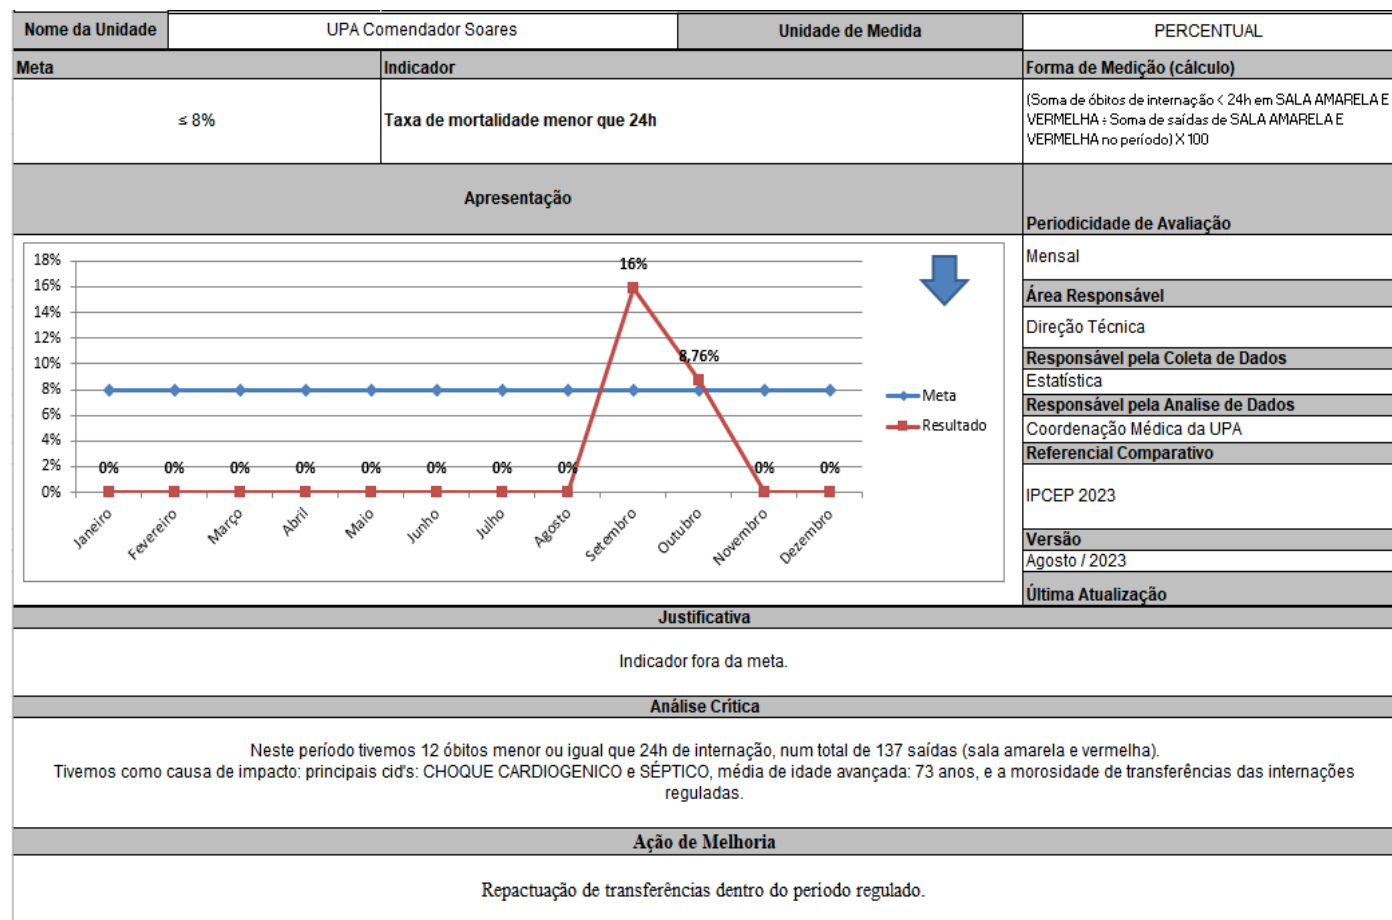 Nome da Unidade UPA Comendador Soares Unidade de Medida PERCENTUAL
Meta Indicador Forma de Medição (cálculo)
≤ 8% Taxa de mortalidade menor que 24h
(Soma de óbitos de internação < 24h em SALA AMARELA E
VERMELHA ÷ Soma de saídas de SALA AMARELA E
VERMELHA no período) X 100
Apresentação
Periodicidade de Avaliação
Mensal
Área Responsável
Direção Técnica
Responsável pela Coleta de Dados
Estatística
Responsável pela Analise de Dados
Coordenação Médica da UPA
Referencial Comparativo
IPCEP 2023
Versão
Agosto / 2023
Última Atualização
18%
16%
14%
12%
10%
8%
6%
4%
2%
0%
16%
8,76%
0% 0% 0% 0% 0% 0% 0% 0% 0% 0%
Janeiro Fevereiro Março Abril Maio Junho Julho Agosto Setembro Outubro Novembro Dezembro
Meta
Resultado
Justificativa
Indicador fora da meta.
Análise Crítica
Neste período tivemos 12 óbitos menor ou igual que 24h de internação, num total de 137 saídas (sala amarela e vermelha).
Tivemos como causa de impacto: principais cid's: CHOQUE CARDIOGENICO e SÉPTICO, média de idade avançada: 73 anos, e a morosidade de transferências das internações
reguladas.
Ação de Melhoria
Repactuação de transferências dentro do periodo regulado.